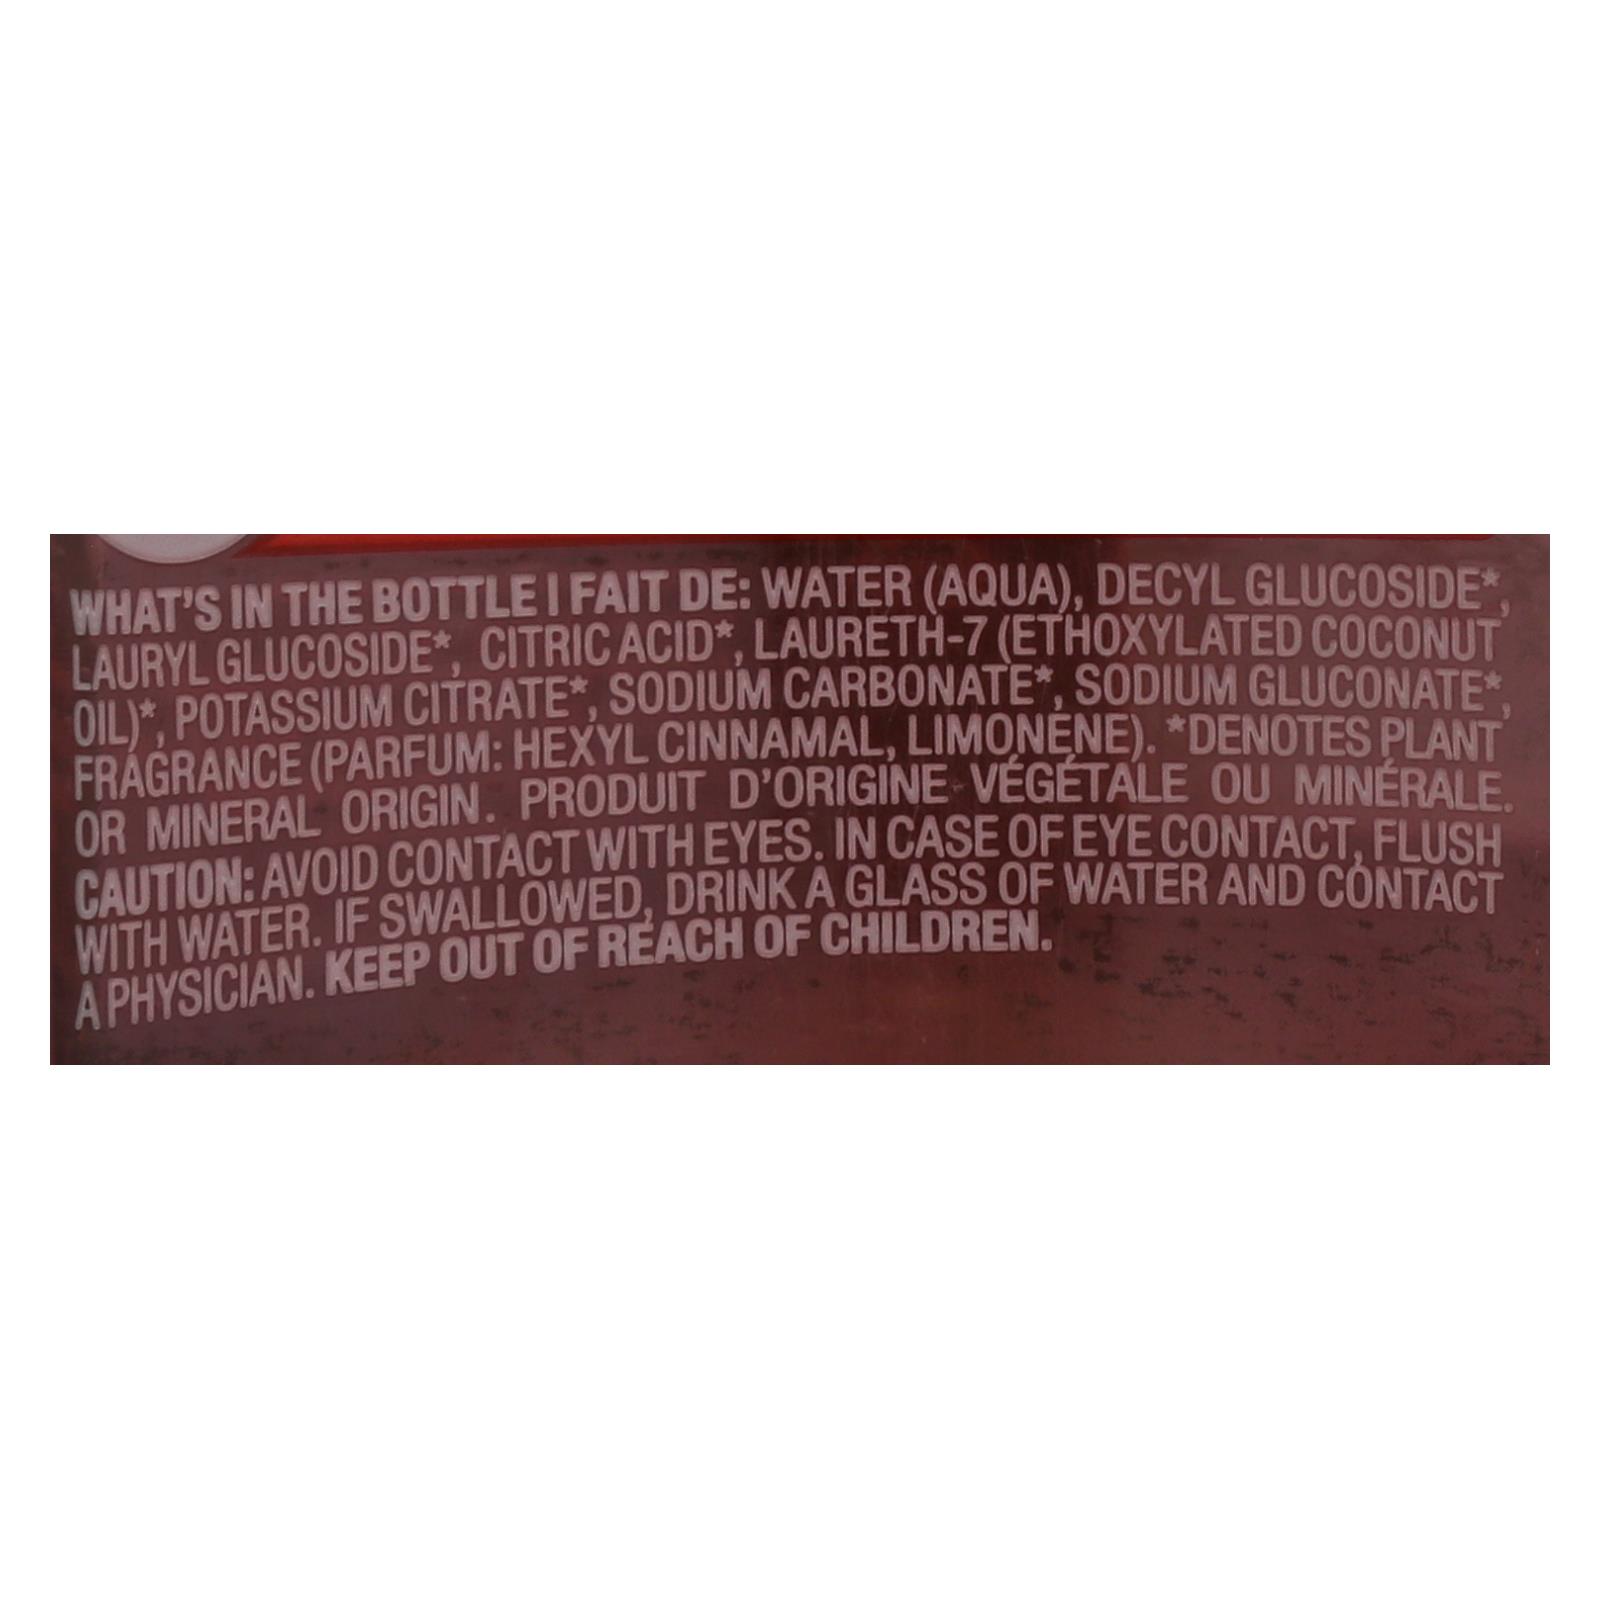 WHAT'S IN THE BOTTLE | FAIT DE: WATER (AQUA), DECYL GLUCOSIDE*,
LAURYL GLUCOSIDE*, CITRIC ACID*, LAURETH-7 (ETHOXYLATED COCONUT
OIL)*, POTASSIUM CITRATE*, SODIUM CARBONATE*, SODIUM GLUCONATE*,
FRAGRANCE (PARFUM: HEXYL CINNAMAL, LIMONENE). *DENOTES PLANT
OR MINERAL ORIGIN. PRODUIT D'ORIGINE VÉGÉTALE OU MINÉRALE.
CAUTION: AVOID CONTACT WITH EYES. IN CASE OF EYE CONTACT, FLUSH
WITH WATER. IF SWALLOWED, DRINK A GLASS OF WATER AND CONTACT
A PHYSICIAN. KEEP OUT OF REACH OF CHILDREN.